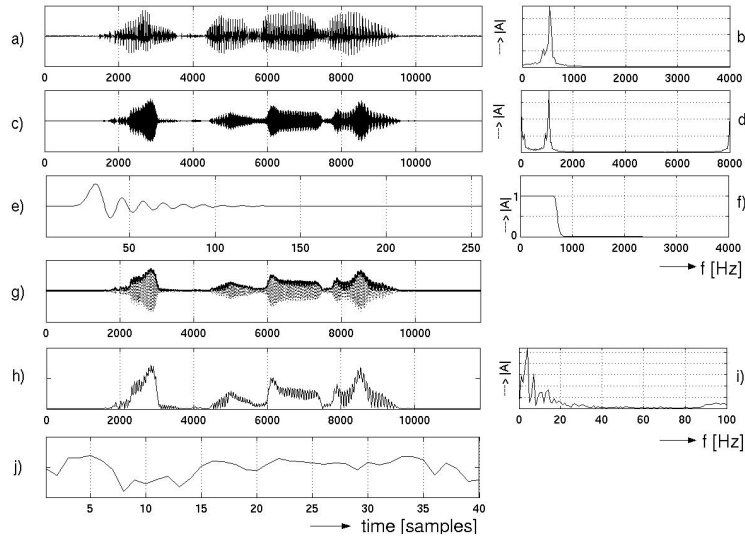 a)
2000 4000 6000 8000 10000
---> |A|
b)
0 1000 2000 3000 4000
c)
2000 4000 6000 8000 10000
---> |A|
d)
0 2000 4000 6000 8000
e)
50 100 150 200 250
---> |A|
1
0
f)
0 1000 2000 3000 4000
f [Hz]
g)
0 2000 4000 6000 8000 10000
h)
2000 4000 6000 8000 10000
---> |A|
i)
0 20 40 60 80 100
f [Hz]
j)
5 10 15 20 25 30 35 40
time [samples]